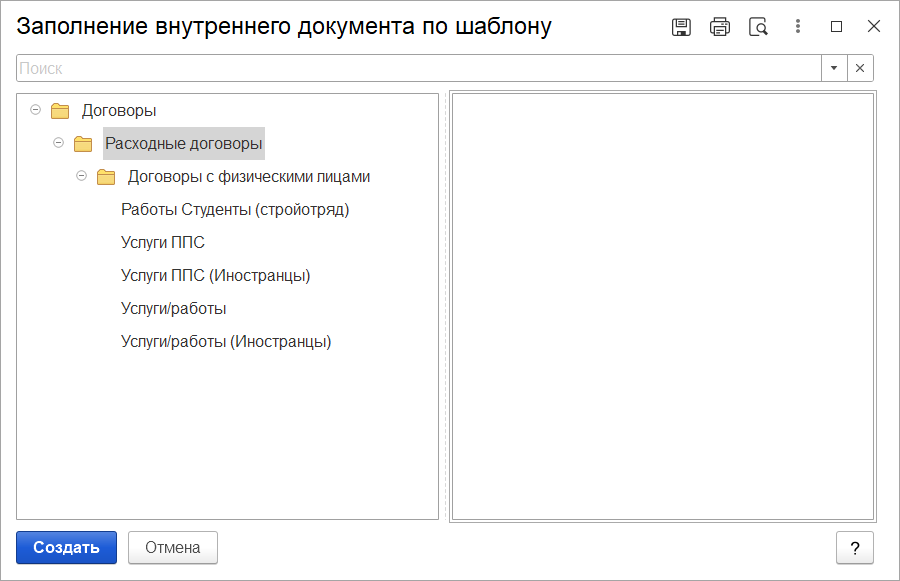 Заполнение внутреннего документа по шаблону
Поиск
Договоры
Расходные договоры
Договоры с физическими лицами
Работы Студенты (стройотряд)
Услуги ППС
Услуги ППС (Иностранцы)
Услуги/работы
Услуги/работы (Иностранцы)
Создать Отмена ?